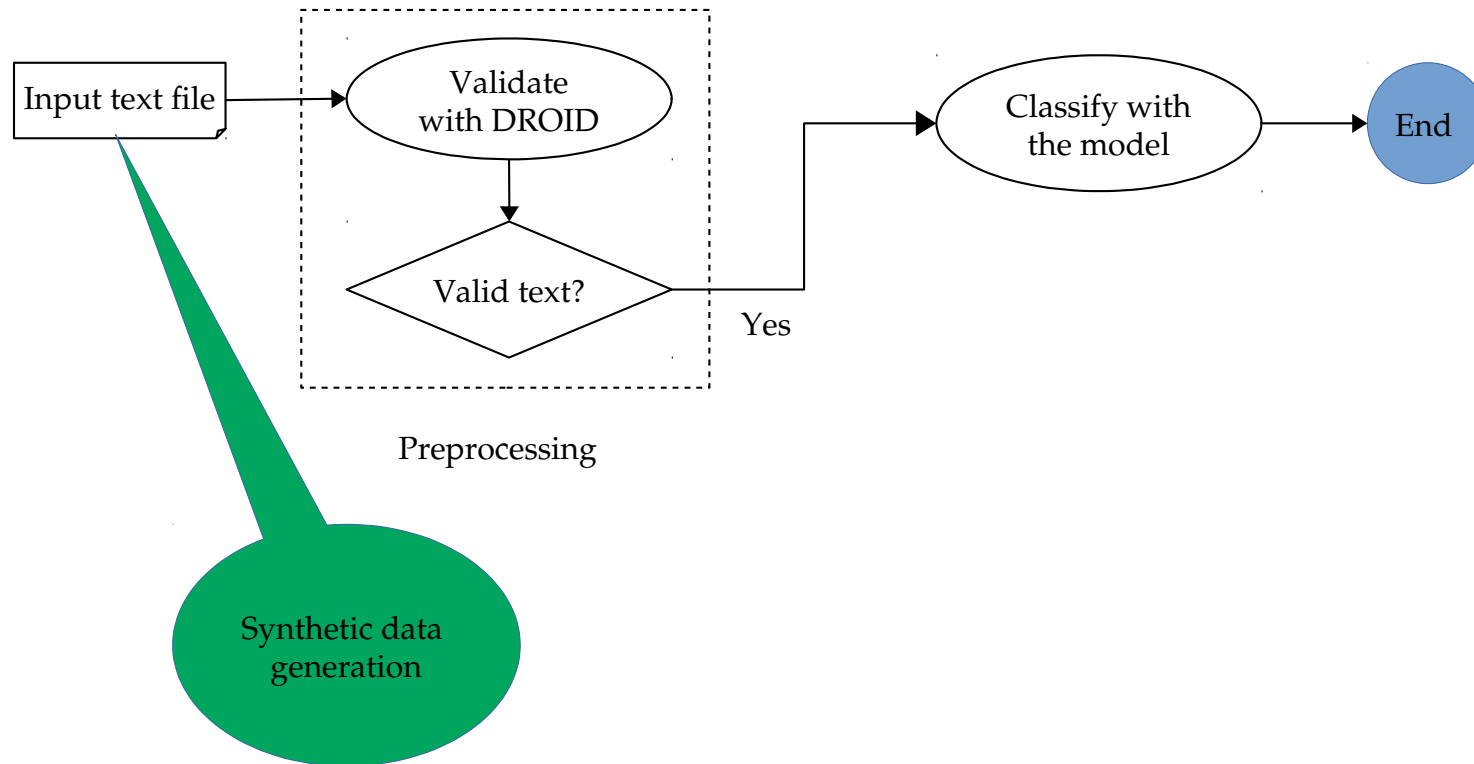 Input text file
Validate
with DROID
Valid text?
Yes
Preprocessing
Classify with
the model
End
Synthetic data
generation